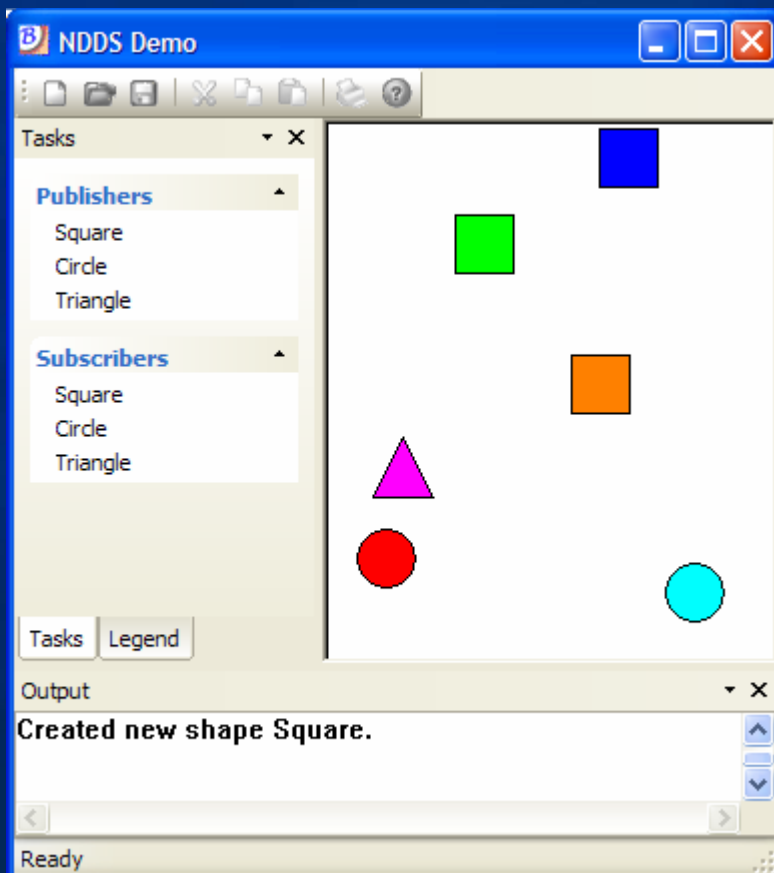 NDDS Demo
Tasks
Publishers
Square
Circle
Triangle
Subscribers
Square
Circle
Triangle
Tasks Legend
Output
Created new shape Square.
Ready